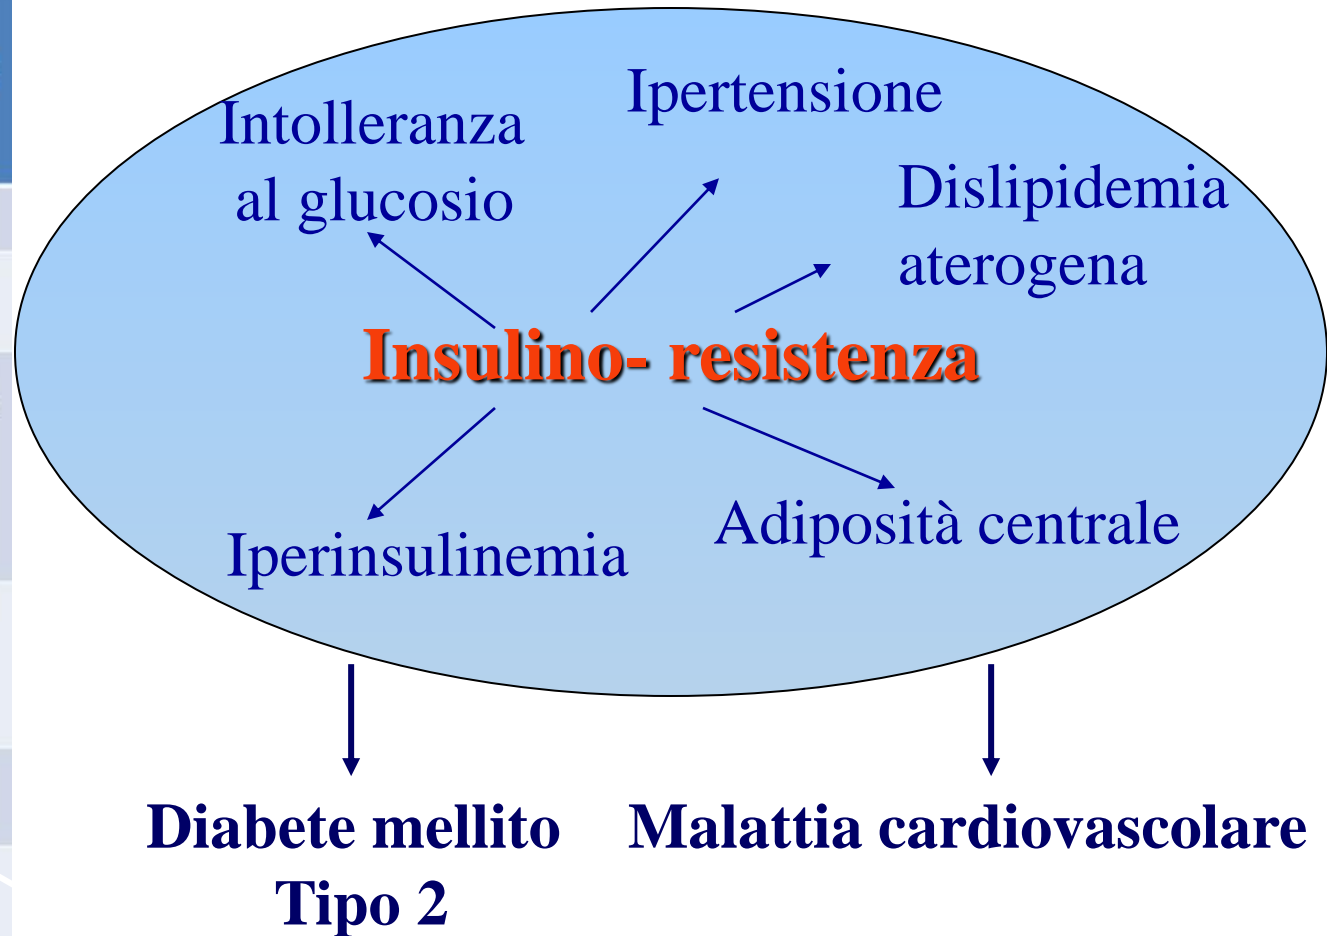 Ipertensione
Intolleranza
al glucosio
Dislipidemia
aterogena
Insulino- resistenza
Adiposità centrale
Iperinsulinemia
Diabete mellito
Tipo 2
Malattia cardiovascolare